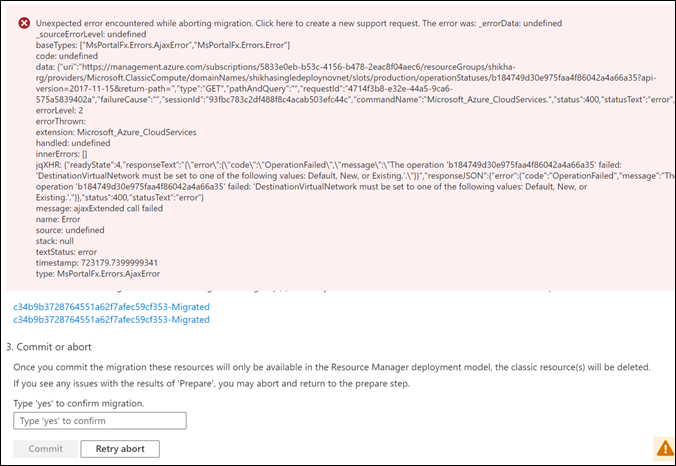 Unexpected error encountered while aborting migration. Click here to create a new support request. The error was: _errorData: undefined
_sourceErrorLevel: undefined
baseTypes: ["MsPortalFx.Errors.AjaxError","MsPortalFx.Errors.Error"]
code: undefined
data: {"uri":"https://management.azure.com/subscriptions/5833e0eb-b53c-4156-b478-2eac8f04aec6/resourceGroups/shikha-
rg/providers/Microsoft.ClassicCompute/domainNames/shikhasingledeploynovnet/slots/production/operationStatuses/b184749d30e975faa4f86042a4a66a35?api-
version=2017-11-15&return-path=","type":"GET","pathAndQuery":"","requestId":"4714f3b8-e32e-44a5-9ca6-
575a5839402a","failureCause":"","sessionId":"93fbc783c2df488f8c4acab503efc44c","commandName":"Microsoft_Azure_CloudServices.","status":400,"statusText":"error",
errorLevel: 2
errorThrown:
extension: Microsoft_Azure_CloudServices
handled: undefined
innerErrors: []
jqXHR: {"readyState":4,"responseText":"{\"error\":{\"code\":\"OperationFailed\",\"message\":\"The operation 'b184749d30e975faa4f86042a4a66a35' failed:
'DestinationVirtualNetwork must be set to one of the following values: Default, New, or Existing.'.\"}}","responseJSON":{"error":{"code":"OperationFailed","message":"The
operation 'b184749d30e975faa4f86042a4a66a35' failed: 'DestinationVirtualNetwork must be set to one of the following values: Default, New, or
Existing.'."}},"status":400,"statusText":"error"}
message: ajaxExtended call failed
name: Error
source: undefined
stack: null
textStatus: error
timestamp: 723179.7399999341
type: MsPortalFx.Errors.AjaxError
c34b9b3728764551a62f7afec59cf353-Migrated
c34b9b3728764551a62f7afec59cf353-Migrated
3. Commit or abort
Once you commit the migration these resources will only be available in the Resource Manager deployment model, the classic resource(s) will be deleted.
If you see any issues with the results of 'Prepare', you may abort and return to the prepare step.
Type 'yes' to confirm migration.
Type 'yes' to confirm
Commit
Retry abort